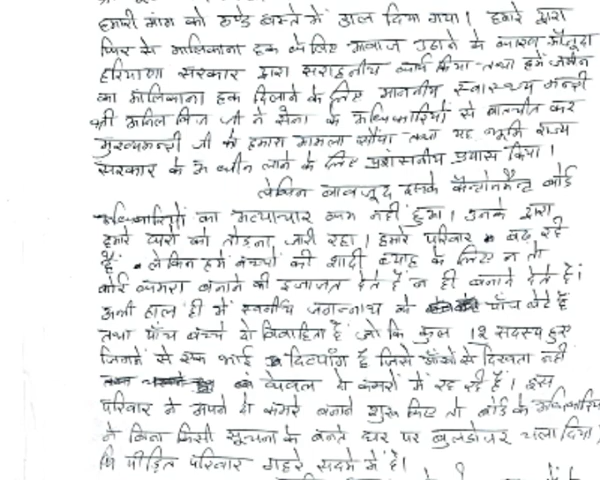 हमारी मांग को ठण्डे बस्ते में डाल दिया गया। हमारे द्वारा
फिर से मालिकाना हक के लिए आवाज उठाने के कारण मौजूदा
हरियाणा सरकार द्वारा सराहनीय कार्य किया तथा हमें जमीन
का मालिकाना हक दिलाने के लिए माननीय स्वास्थ्य मन्त्री
श्री अनिल विज जी ने सेना के अधिकारियों से बातचीत कर
मुख्यमन्त्री जी को हमारा मामला सौंपा तथा यह भूमि राज्य
सरकार के अधीन लाने के लिए प्रशंसनीय प्रयास किया।
लेकिन बावजूद इसके कैन्टोनमेन्ट बोर्ड
अधिकारियों का अत्याचार कम नहीं हुआ। उनके द्वारा
हमारे घरों को तोड़ना जारी रहा। हमारे परिवार बढ़ रहे
हैं लेकिन हमें बच्चों की शादी ब्याह के लिए न तो
कोई कमरा बनाने की इजाजत देते हैं न ही बनाने देते हैं।
अभी हाल ही में स्वर्गीय जगन्नाथ के पाँच बेटे हैं
तथा पाँच बच्चे दो विवाहिता हैं जो कि कुल 12 सदस्य हुए
जिनमें से एक भाई दिव्यांग है जिसे आँखों से दिखता नहीं
केवल दो कमरों में रह रहे हैं। इस
परिवार ने अपने दो कमरे बनाने शुरू किए तो बोर्ड के अधिकारियों
ने बिना किसी सूचना के बनते घर पर बुलडोजर चला दिया।
कि पीड़ित परिवार गहरे सदमे में है।